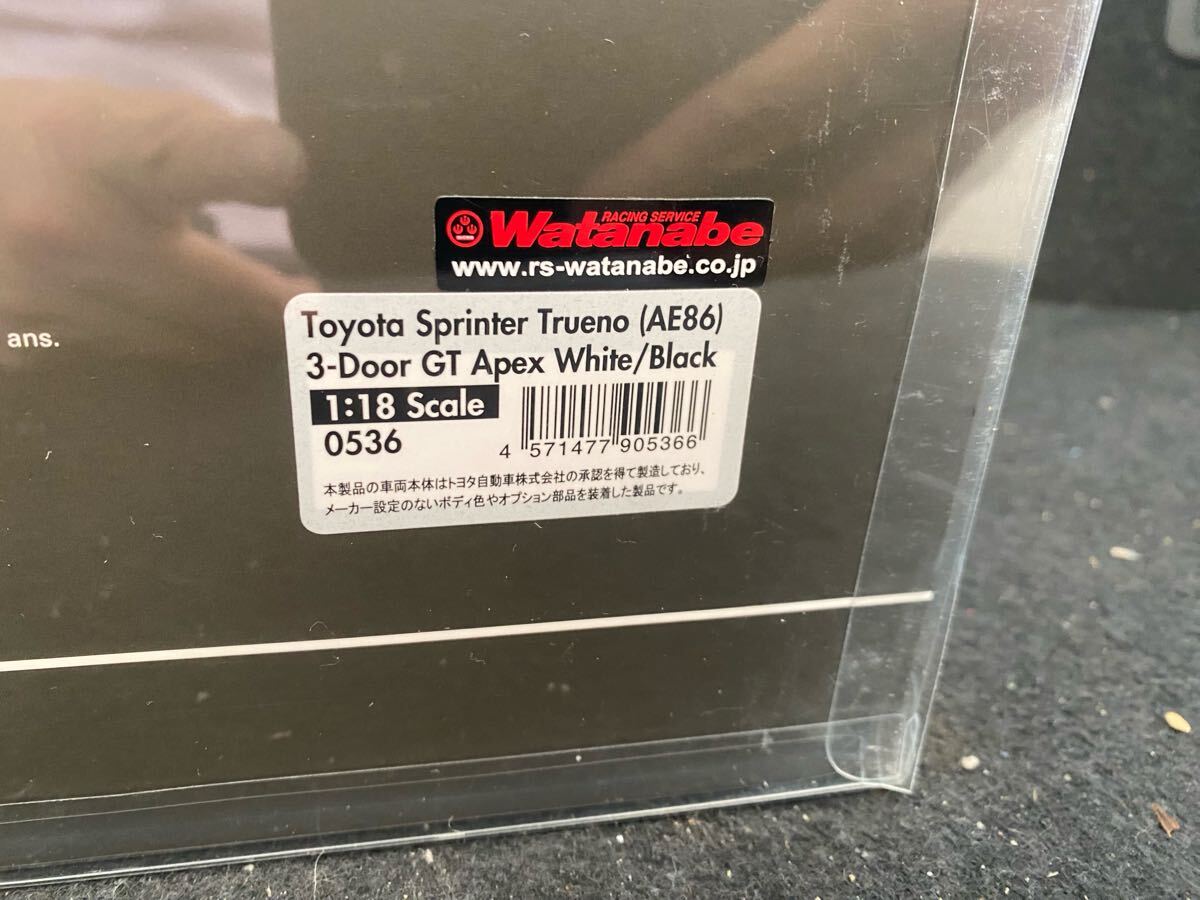 RACING SERVICE
Watanabe
www.rs-watanabe.co.jp
ans.
Toyota Sprinter Trueno (AE86)
3-Door GT Apex White/Black
1:18 Scale
0536
4 571477 905366
本製品の車両本体はトヨタ自動車株式会社の承認を得て製造しており、
メーカー設定のないボディ色やオプション部品を装着した製品です。